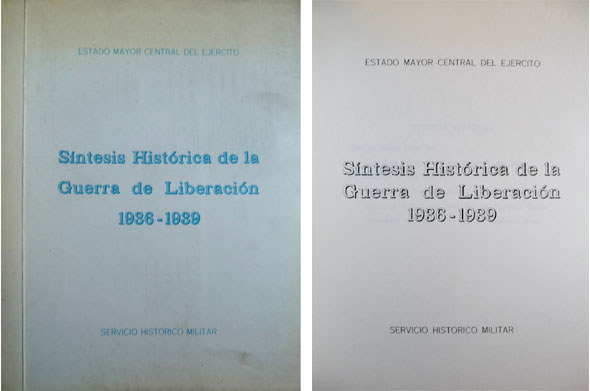 ESTADO MAYOR CENTRAL DEL EJERCITO
Síntesis Histórica de la
Guerra de Liberación
1936-1939
SERVICIO HISTORICO MILITAR
ESTADO MAYOR CENTRAL DEL EJERCITO
Síntesis Histórica de la
Guerra de Liberación
1936-1939
SERVICIO HISTORICO MILITAR